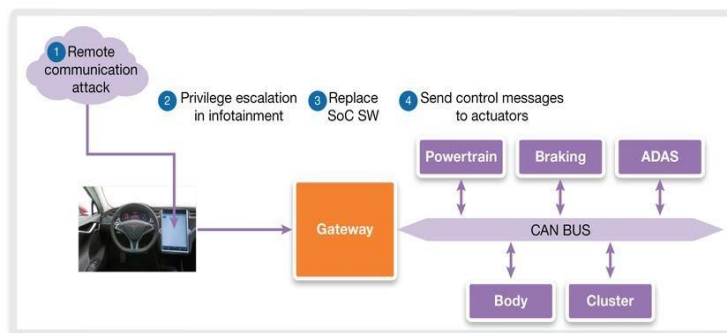 1 Remote
communication
attack
2 Privilege escalation
in infotainment
3 Replace
SoC SW
4 Send control messages
to actuators
Powertrain
Braking
ADAS
Gateway
CAN BUS
Body
Cluster